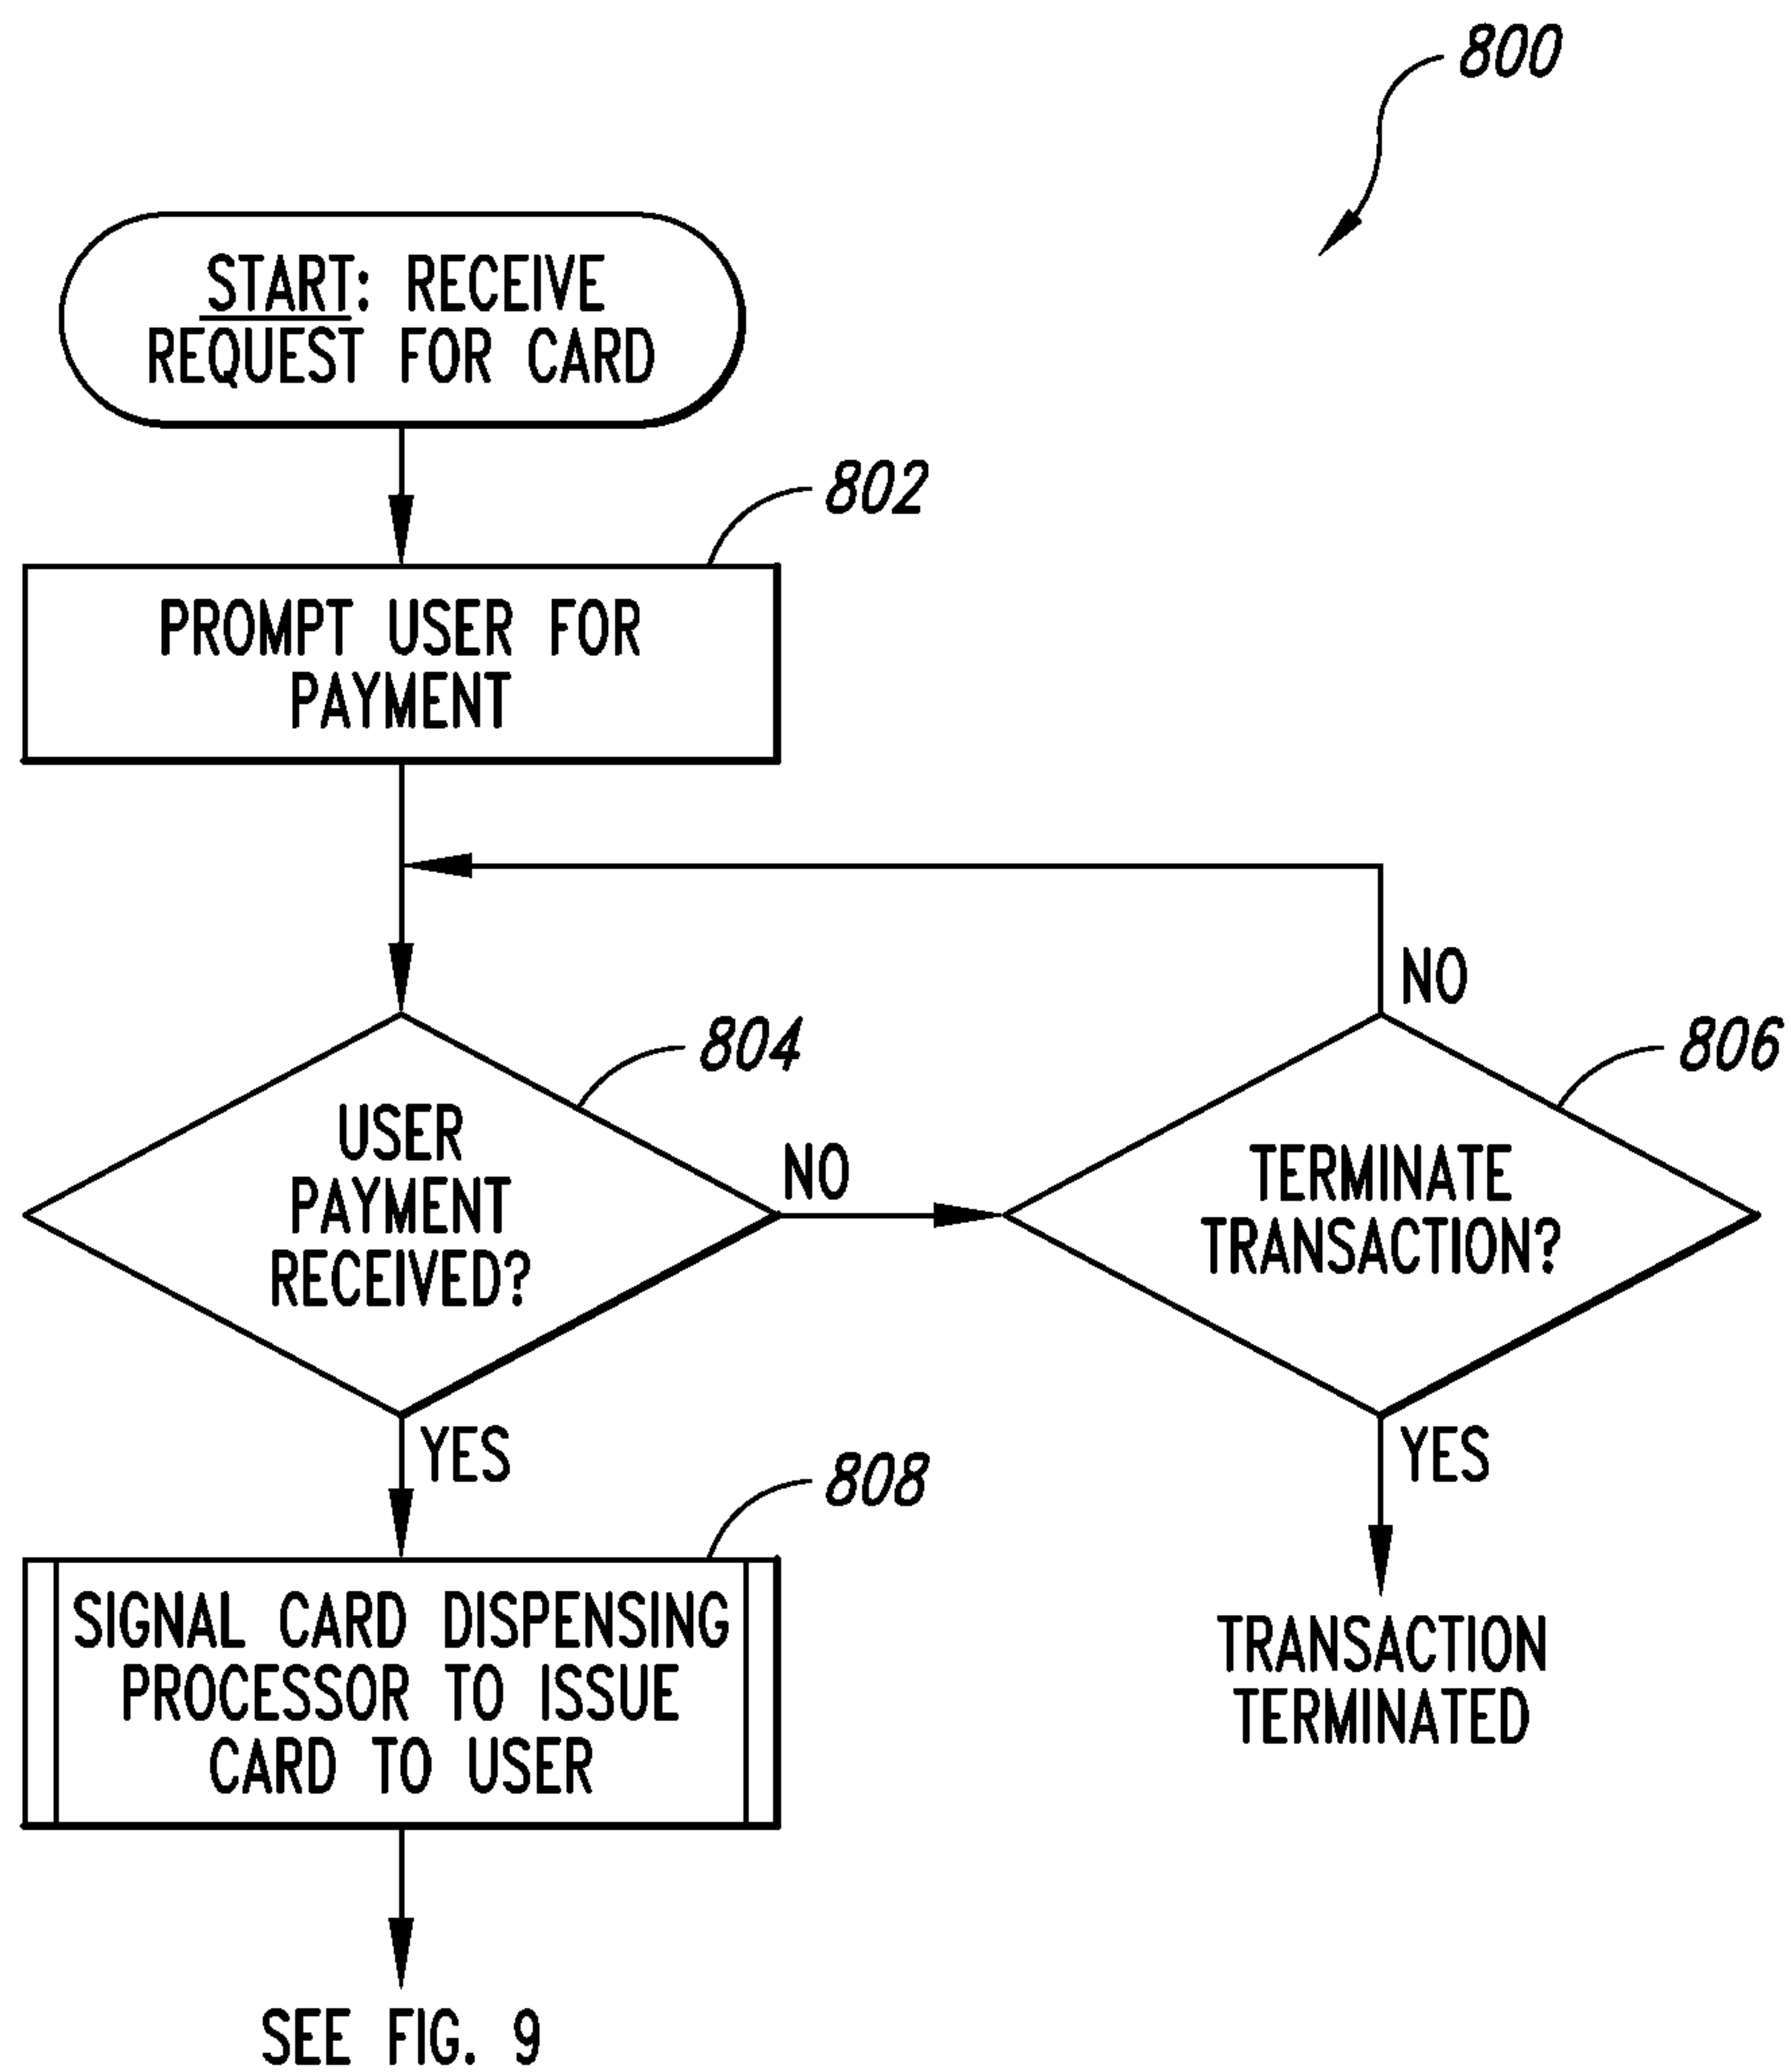 800
START: RECEIVE
REQUEST FOR CARD
802
PROMPT USER FOR
PAYMENT
NO
804
806
USER
PAYMENT
RECEIVED?
NO
TERMINATE
TRANSACTION?
YES
YES
808
SIGNAL CARD DISPENSING
PROCESSOR TO ISSUE
CARD TO USER
TRANSACTION
TERMINATED
SEE FIG. 9